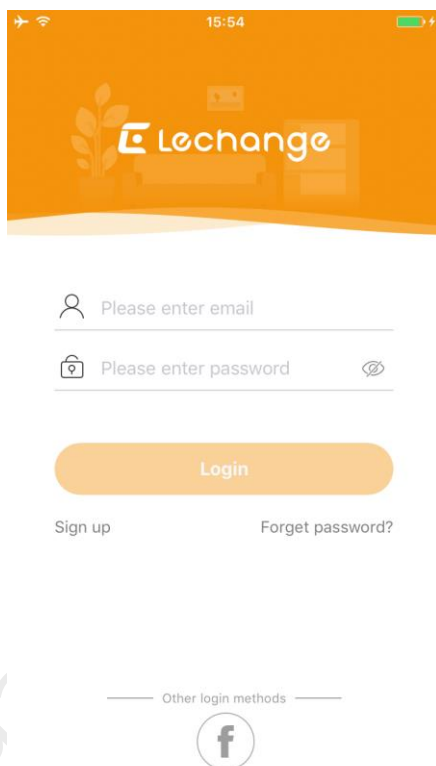 15:54
Lechange
Please enter email
Please enter password
Login
Sign up Forget password?
Other login methods
f